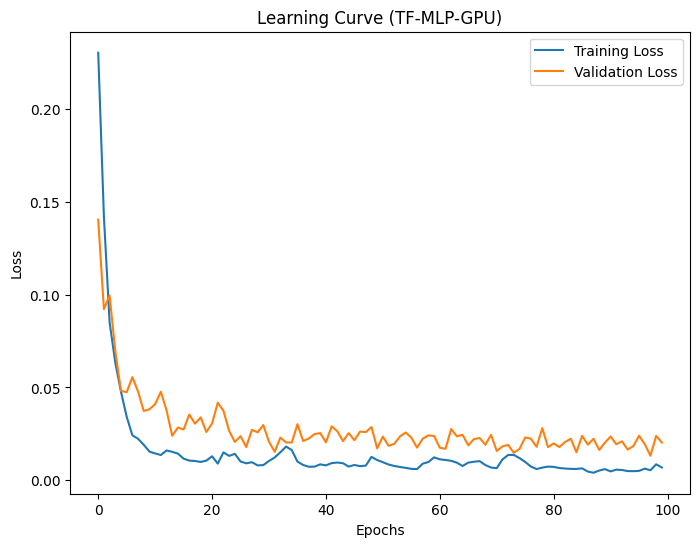 Learning Curve (TF-MLP-GPU)
Training Loss
Validation Loss
0.20
0.15
0.10
0.05
0.00
Loss
0
20
40
60
80
100
Epochs